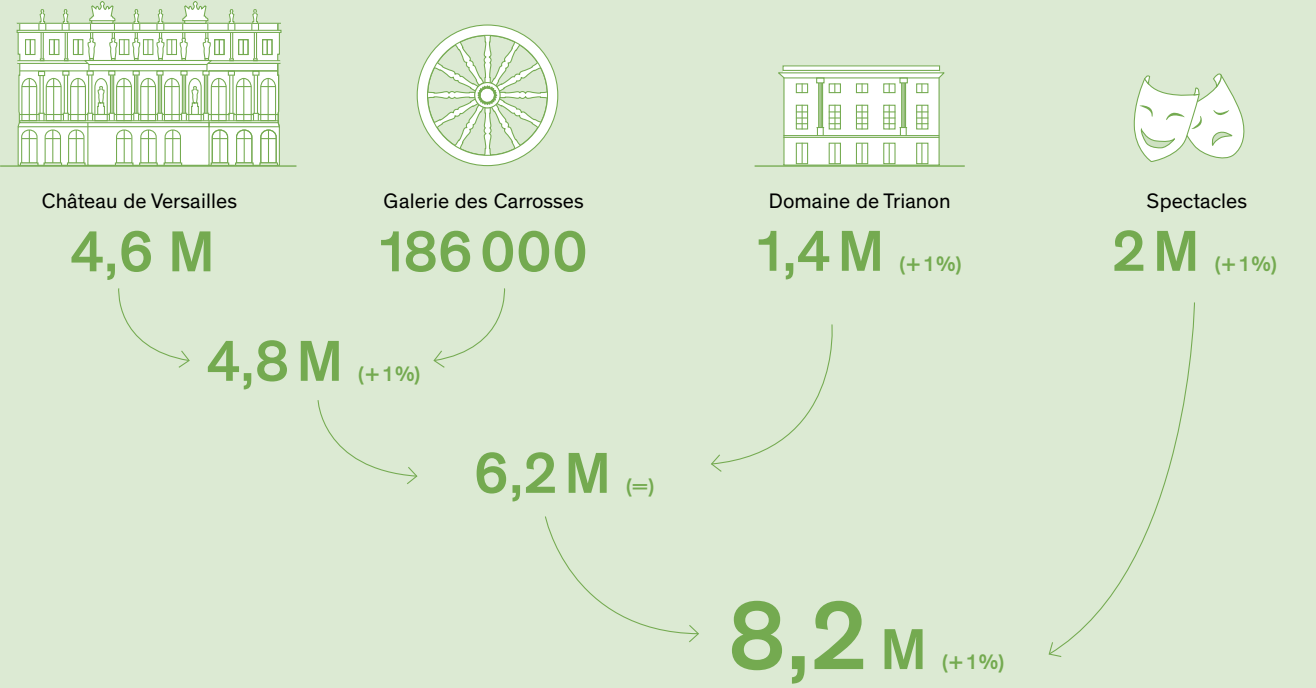 Château de Versailles
4,6 M
Galerie des Carrosses
186 000
Domaine de Trianon
1,4 M (+1%)
Spectacles
2 M (+1%)
4,8 M (+1%)
6,2 M (=)
8,2 M (+1%)